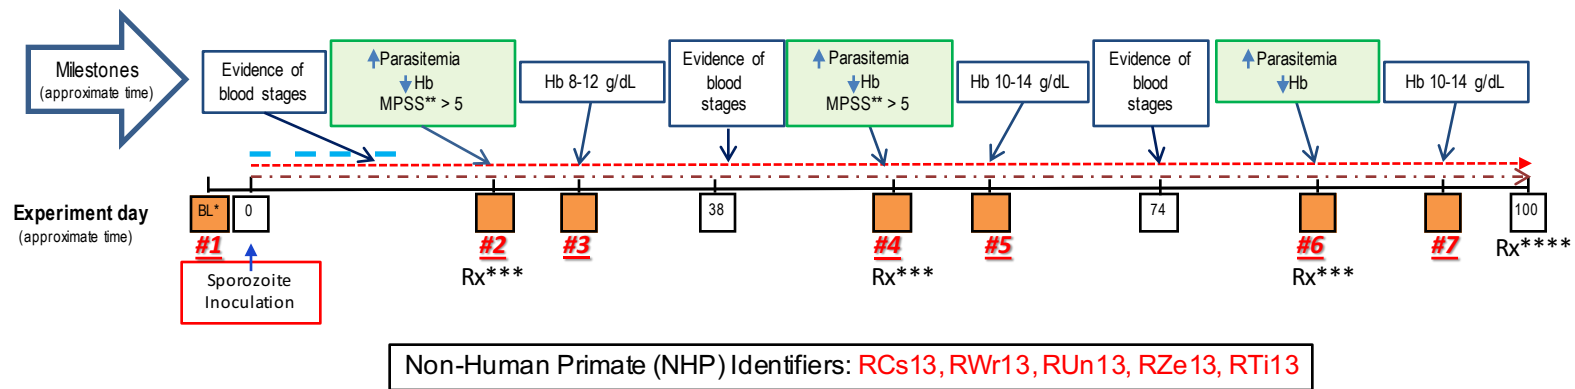 Milestones
(approximate time)
Evidence of
blood stages
Parasitemia
Hb
MPSS** > 5
Hb 8-12 g/dL
Evidence of
blood
stages
Parasitemia
Hb
MPSS** > 5
Hb 10-14 g/dL
Evidence of
blood
stages
Parasitemia
Hb
Hb 10-14 g/dL
Experiment day
(approximate time)
BL*
0
38
74
100
#1
#2
#3
#4
#5
#6
#7
Rx***
Rx***
Rx***
Rx****
Sporozoite
Inoculation
Non-Human Primate (NHP) Identifiers: RCs13, RWr13, RUn13, RZe13, RTi13